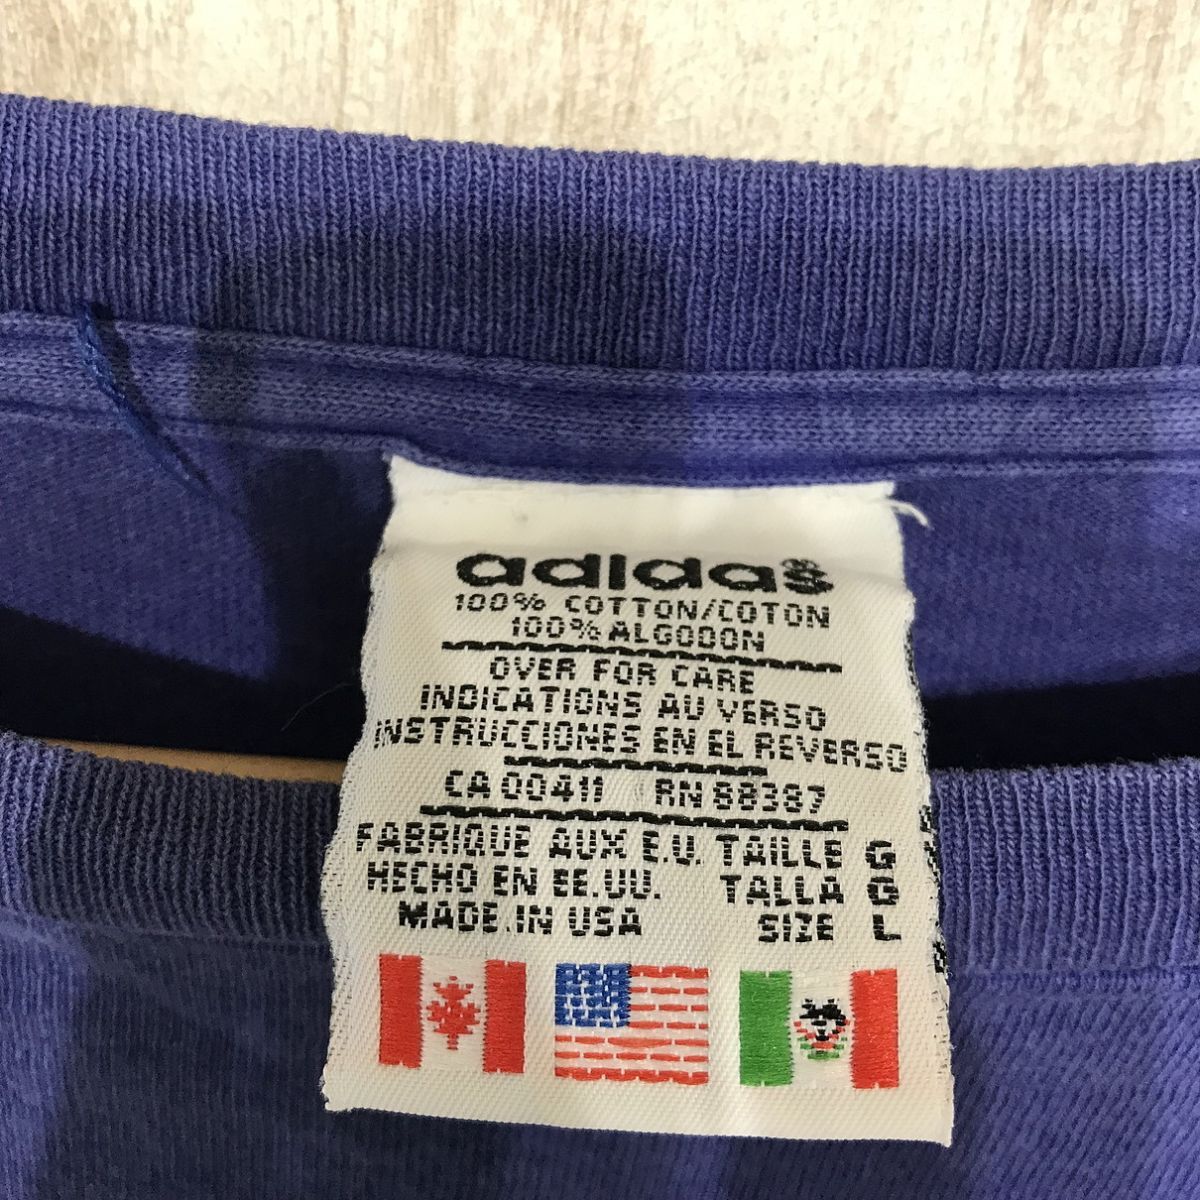 adidas®
100% COTTON/COTON
100% ALGODON
OVER FOR CARE
INDICATIONS AU VERSO
INSTRUCCIONES EN EL REVERSO
CA 00411 RN 88387
FABRIQUE AUX E.U. TAILLE G
HECHO EN EE.UU. TALLA G
MADE.IN USA SIZE L